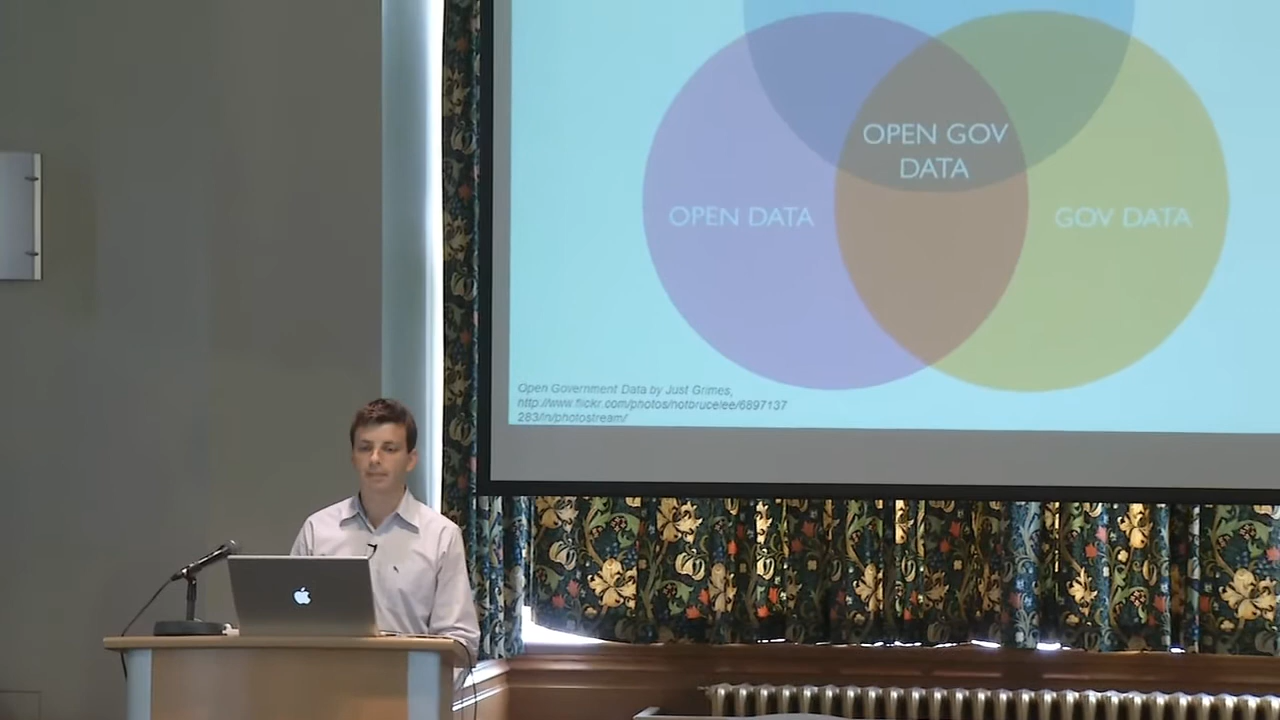 OPEN GOV
DATA
OPEN DATA
GOV DATA
Open Government Data by Just Grimes,
http://www.flickr.com/photos/notbrucelee/6897137
283/in/photostream/